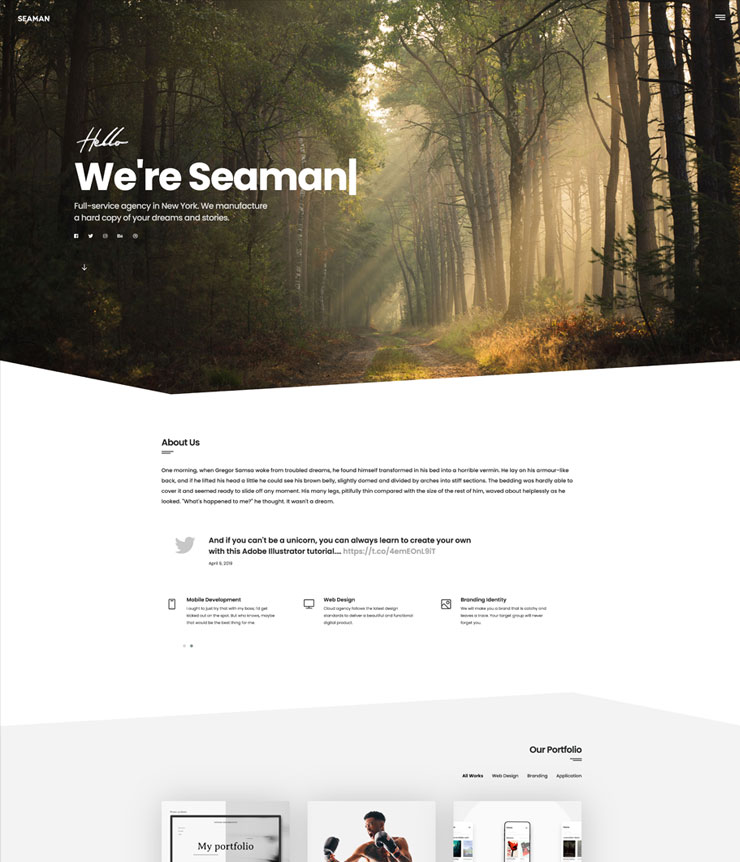 SEAMAN
Hello
We're Seaman
Full-service agency in New York. We manufacture
a hard copy of your dreams and stories.
About Us
One morning, when Gregor Samsa woke from troubled dreams, he found himself transformed in his bed into a horrible vermin. He lay on his armour-like
back, and if he lifted his head a little he could see his brown belly, slightly domed and divided by arches into stiff sections. The bedding was hardly able to
cover it and seemed ready to slide off any moment. His many legs, pitifully thin compared with the size of the rest of him, waved about helplessly as he
looked. "What's happened to me?" he thought. It wasn't a dream.
And if you can't be a unicorn, you can always learn to create your own
with this Adobe Illustrator tutorial.... https://t.co/4emEOnL9iT
April 9, 2019
Mobile Development
I ought to just try that with my boss; I'd get
kicked out on the spot. But who knows, maybe
that would be the best thing for me.
Web Design
Cloud agency follows the latest design
standards to deliver a beautiful and functional
digital product.
Branding Identity
We will make you a brand that is catchy and
leaves a trace. Your target group will never
forget you.
Our Portfolio
All Works Web Design Branding Application
My portfolio